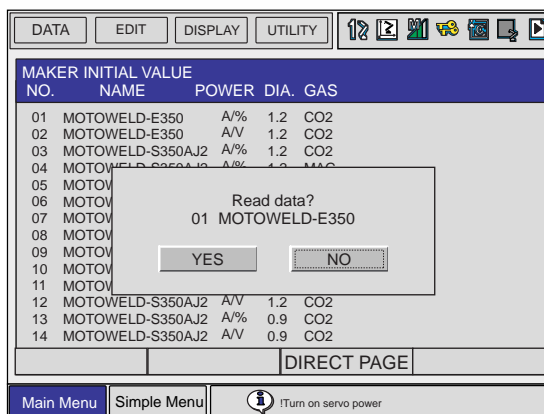 DATA EDIT DISPLAY UTILITY
MAKER INITIAL VALUE
NO. NAME POWER DIA. GAS
01 MOTOWELD-E350 A/% 1.2 CO2
02 MOTOWELD-E350 A/V 1.2 CO2
03 MOTOWELD-S350AJ2 A/% 1.2 CO2
04 MOTOWELD-S350AJ2 A/% 1.2 MAG
05 MOTOW
06 MOTOW
07 MOTOW
08 MOTOW
09 MOTOW
10 MOTOW
11 MOTOW
Read data?
01 MOTOWELD-E350
YES NO
12 MOTOWELD-S350AJ2 A/V 1.2 CO2
13 MOTOWELD-S350AJ2 A/% 0.9 CO2
14 MOTOWELD-S350AJ2 A/V 0.9 CO2
DIRECT PAGE
Main Menu Simple Menu !Turn on servo power